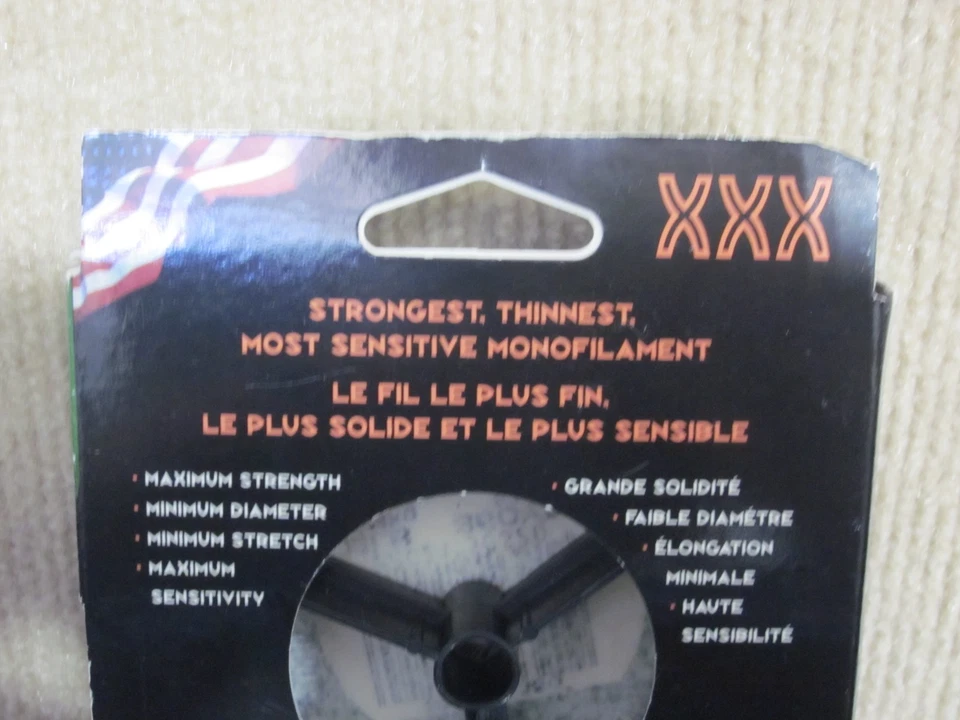 XXX
STRONGEST, THINNEST,
MOST SENSITIVE MONOFILAMENT
LE FIL LE PLUS FIN,
LE PLUS SOLIDE ET LE PLUS SENSIBLE
· MAXIMUM STRENGTH
· MINIMUM DIAMETER
· MINIMUM STRETCH
· MAXIMUM
SENSITIVITY
· GRANDE SOLIDITÉ
· FAIBLE DIAMÉTRE
· ÉLONGATION
MINIMALE
· HAUTE
SENSIBILITÉ